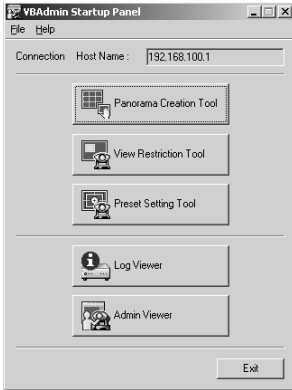 VBAdmin Startup Panel
File Help
Connection Host Name : 192.168.100.1
Panorama Creation Tool
View Restriction Tool
Preset Setting Tool
Log Viewer
Admin Viewer
Exit